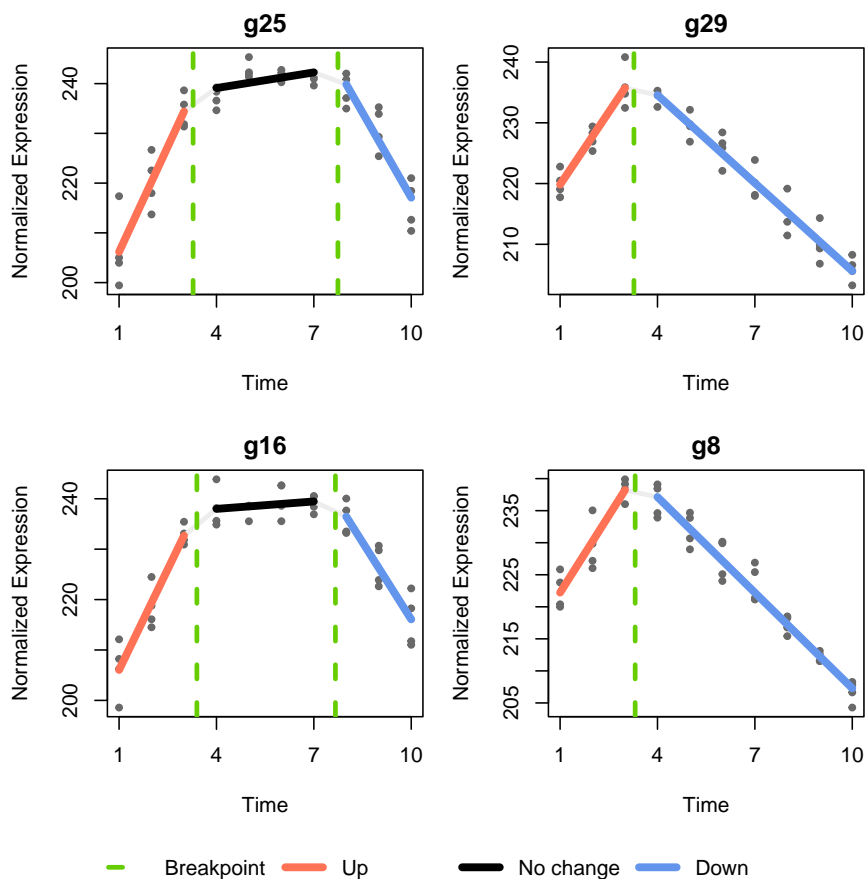 g25
Normalized Expression
200
220
240
1 4 7 10
Time
g29
Normalized Expression
210
220
230
240
1 4 7 10
Time
g16
Normalized Expression
200
220
240
1 4 7 10
Time
g8
Normalized Expression
205
215
225
235
1 4 7 10
Time
Breakpoint Up No change Down